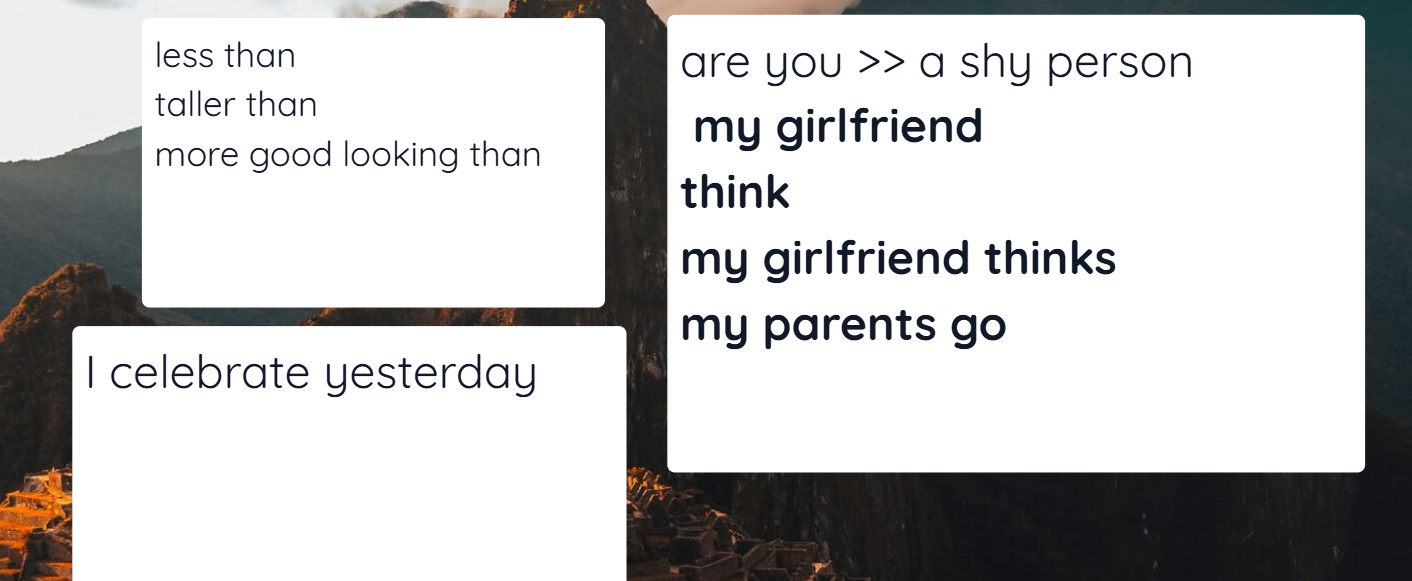 less than
taller than
more good looking than
I celebrate yesterday
are you >> a shy person
my girlfriend
think
my girlfriend thinks
my parents go